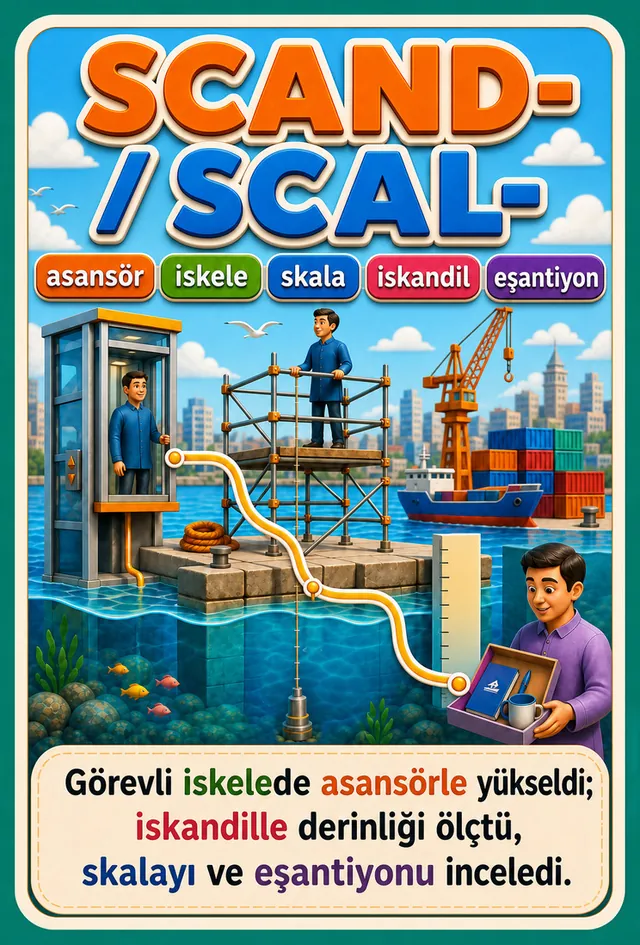 SCAND-
/SCAL-
asansör iskele skala iskandil eşantiyon
Görevli iskelede asansörle yükseldi;
iskandille derinliği ölçtü,
skalayı ve eşantiyonu inceledi.